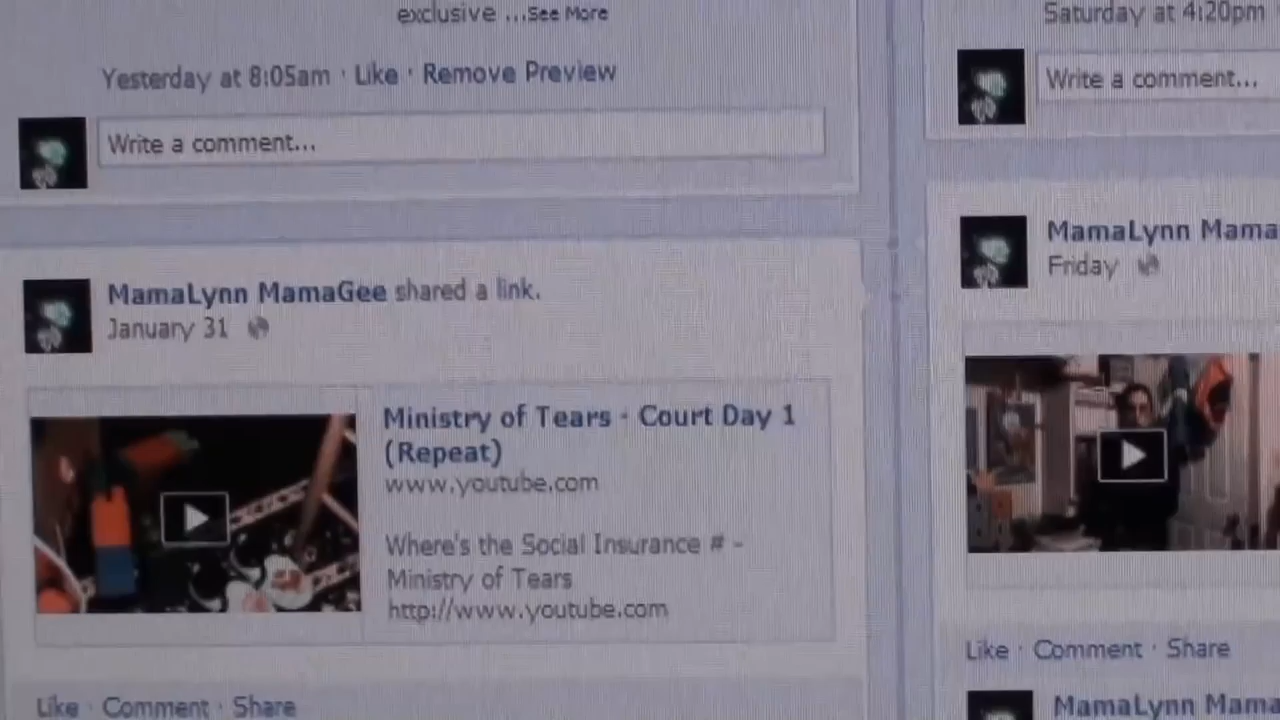 exclusive ...See More
Yesterday at 8:05am · Like · Remove Preview
Write a comment...
MamaLynn MamaGee shared a link.
January 31
Ministry of Tears - Court Day 1
(Repeat)
www.youtube.com
Where's the Social Insurance # -
Ministry of Tears
http://www.youtube.com
Like · Comment · Share
Saturday at 4:20pm
Write a comment...
MamaLynn Mama
Friday
Like · Comment · Share
MamaLynn Mama